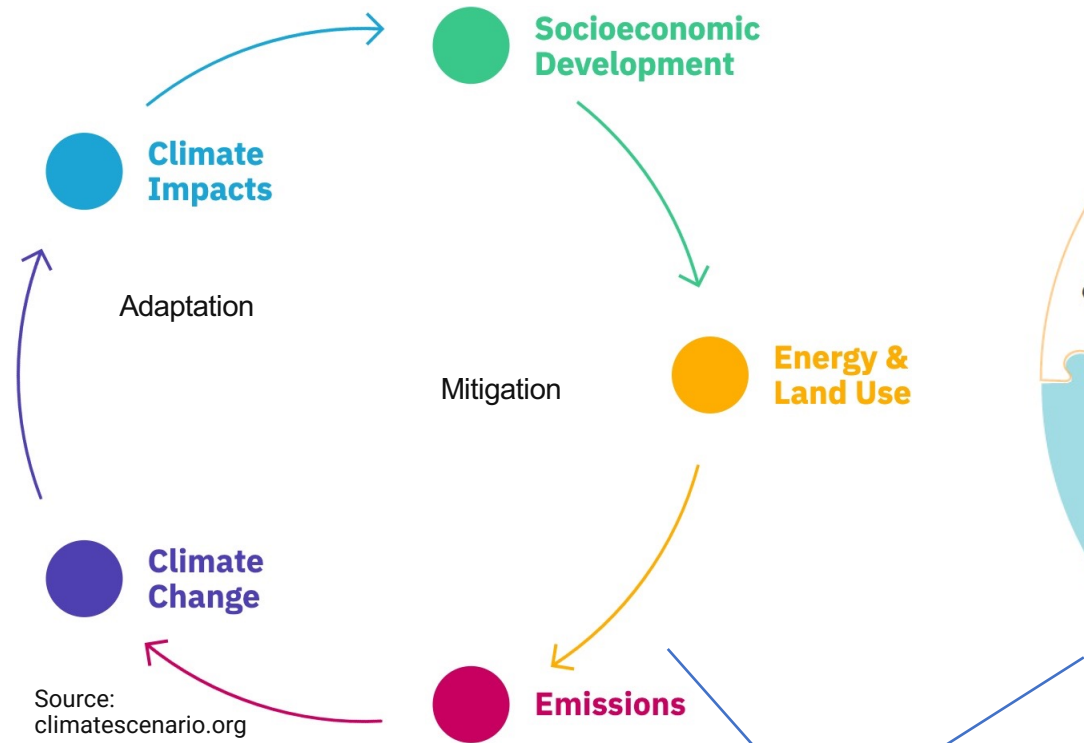 Socioeconomic
Development
Climate
Impacts
Adaptation
Energy &
Land Use
Mitigation
Climate
Change
Emissions
Source:
climatescenario.org